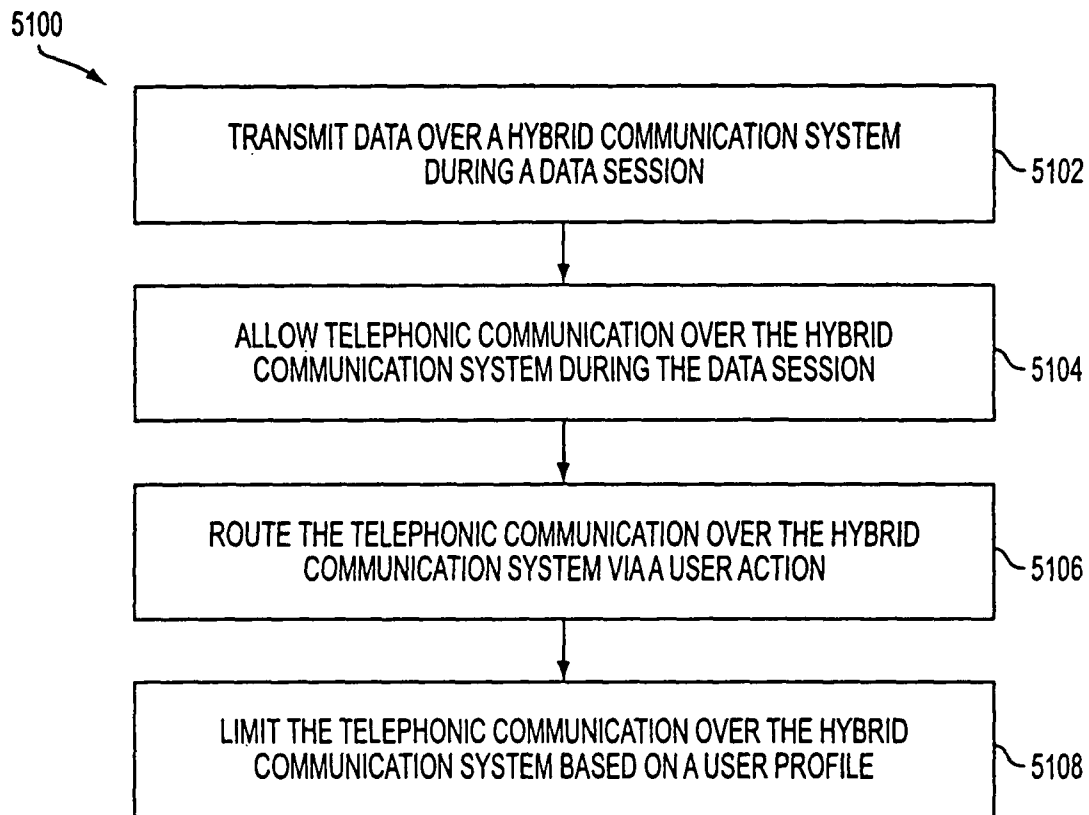 5100
TRANSMIT DATA OVER A HYBRID COMMUNICATION SYSTEM
DURING A DATA SESSION
5102
ALLOW TELEPHONIC COMMUNICATION OVER THE HYBRID
COMMUNICATION SYSTEM DURING THE DATA SESSION
5104
ROUTE THE TELEPHONIC COMMUNICATION OVER THE HYBRID
COMMUNICATION SYSTEM VIA A USER ACTION
5106
LIMIT THE TELEPHONIC COMMUNICATION OVER THE HYBRID
COMMUNICATION SYSTEM BASED ON A USER PROFILE
5108